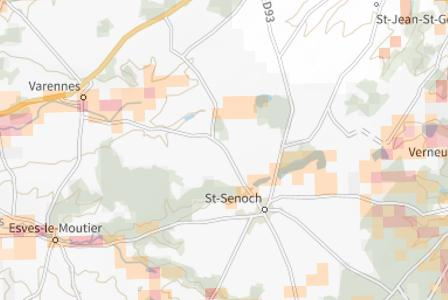 D93
St-Jean-St-G
Varennes
Verneu
St-Senoch
s
Esves-le-Moutier